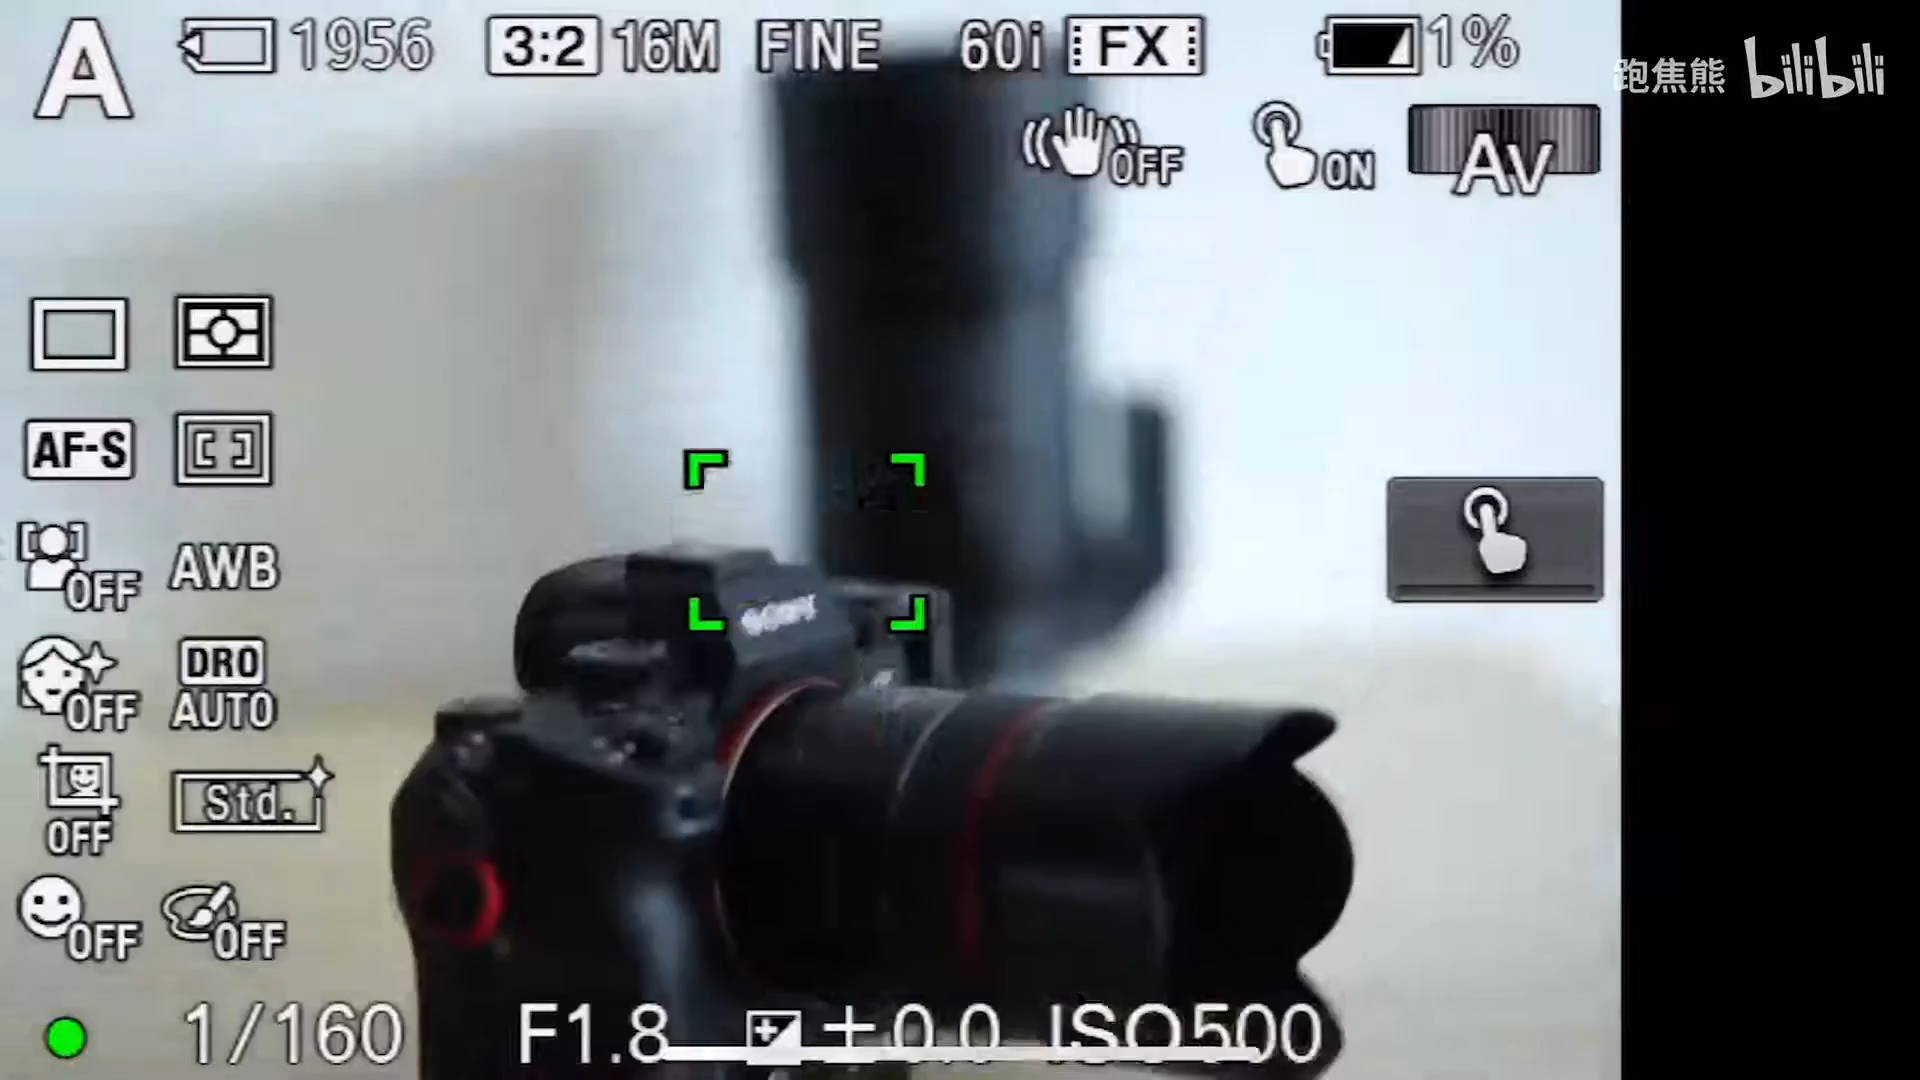 A 1956 3:2 16M FINE 60i FX 1%
跑焦熊 bilibili
OFF ON Av
AF-S
OFF AWB
OFF DRO AUTO
OFF Std.
OFF OFF
1/160 F1.8 ±0.0 ISO500
SONY